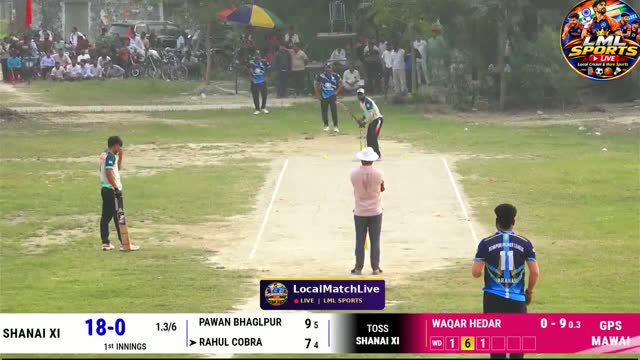 LML
SPORTS
LIVE
Local Cricket & More Sports
11
LocalMatchLive
LIVE | LML SPORTS
SHANAI XI 18-0 1.3/6
1st INNINGS
PAWAN BHAGLPUR 9 5
RAHUL COBRA 7 4
TOSS
SHANAI XI
WAQAR HEDAR 0 - 9 0.3
WD 1 6 1
GPS
MAWAI